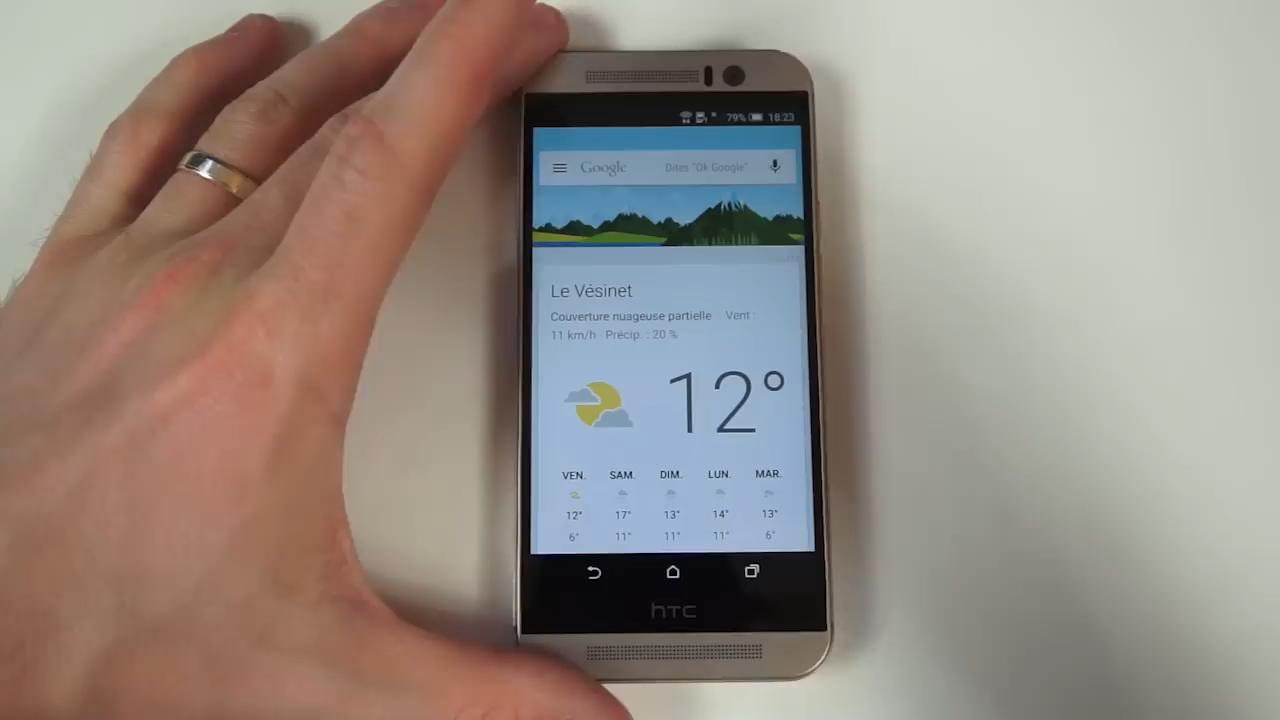 79% 18:23
Google Dites "Ok Google"
Le Vésinet
Couverture nuageuse partielle Vent :
11 km/h · Précip. : 20 %
12°
VEN. SAM. DIM. LUN. MAR.
12° 17° 13° 14° 13°
6° 11° 11° 11° 6°
hTC